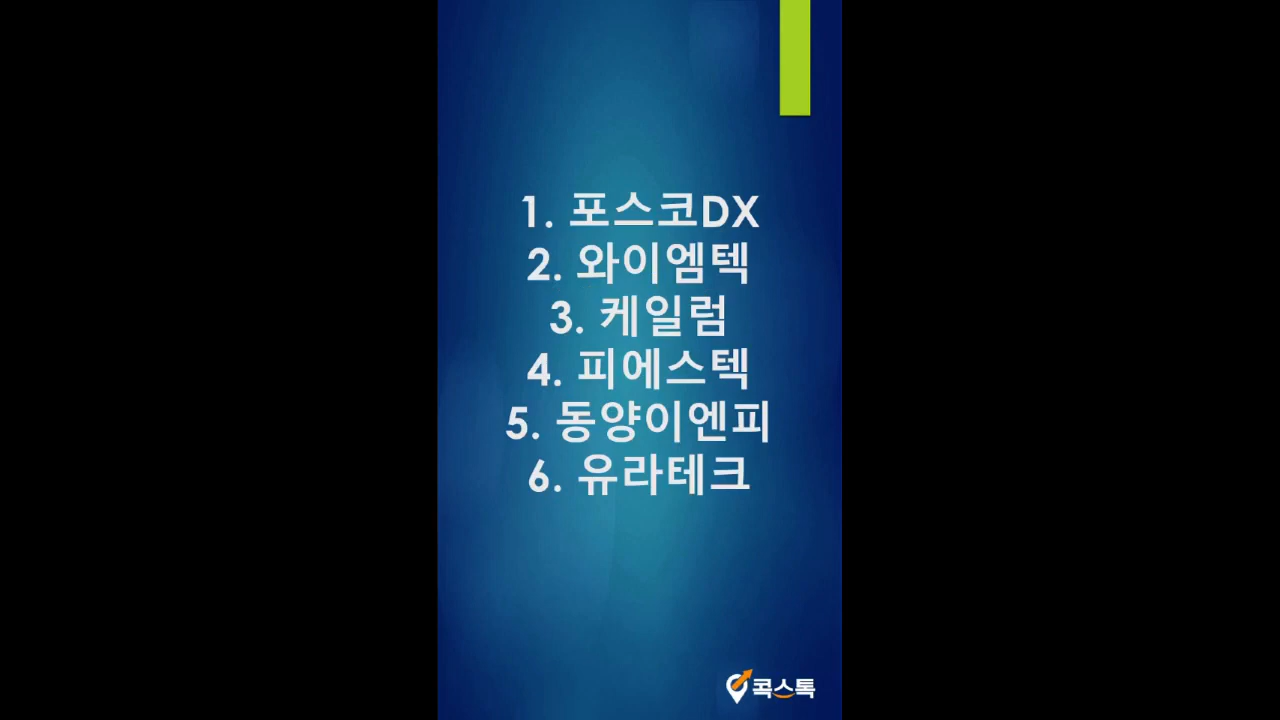 1. 포스코DX
2. 와이엠텍
3. 케일럼
4. 피에스텍
5. 동양이엔피
6. 유라테크
콕스톡